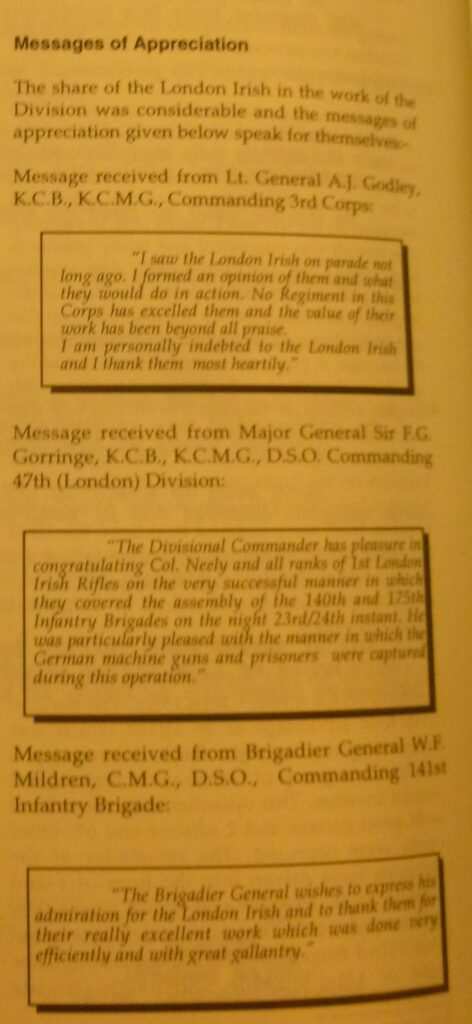 Messages of Appreciation
The share of the London Irish in the work of the
Division was considerable and the messages of
appreciation given below speak for themselves:-
Message received from Lt. General A.J. Godley,
K.C.B., K.C.M.G., Commanding 3rd Corps:
"I saw the London Irish on parade not
long ago. I formed an opinion of them and what
they would do in action. No Regiment in this
Corps has excelled them and the value of their
work has been beyond all praise.
I am personally indebted to the London Irish
and I thank them most heartily."
Message received from Major General Sir F.G.
Gorringe, K.C.B., K.C.M.G., D.S.O. Commanding
47th (London) Division:
"The Divisional Commander has pleasure in
congratulating Col. Neely and all ranks of 1st London
Irish Rifles on the very successful manner in which
they covered the assembly of the 140th and 175th
Infantry Brigades on the night 23rd/24th instant. He
was particularly pleased with the manner in which the
German machine guns and prisoners were captured
during this operation."
Message received from Brigadier General W.F.
Mildren, C.M.G., D.S.O., Commanding 141st
Infantry Brigade:
"The Brigadier General wishes to express his
admiration for the London Irish and to thank them for
their really excellent work which was done very
efficiently and with great gallantry."